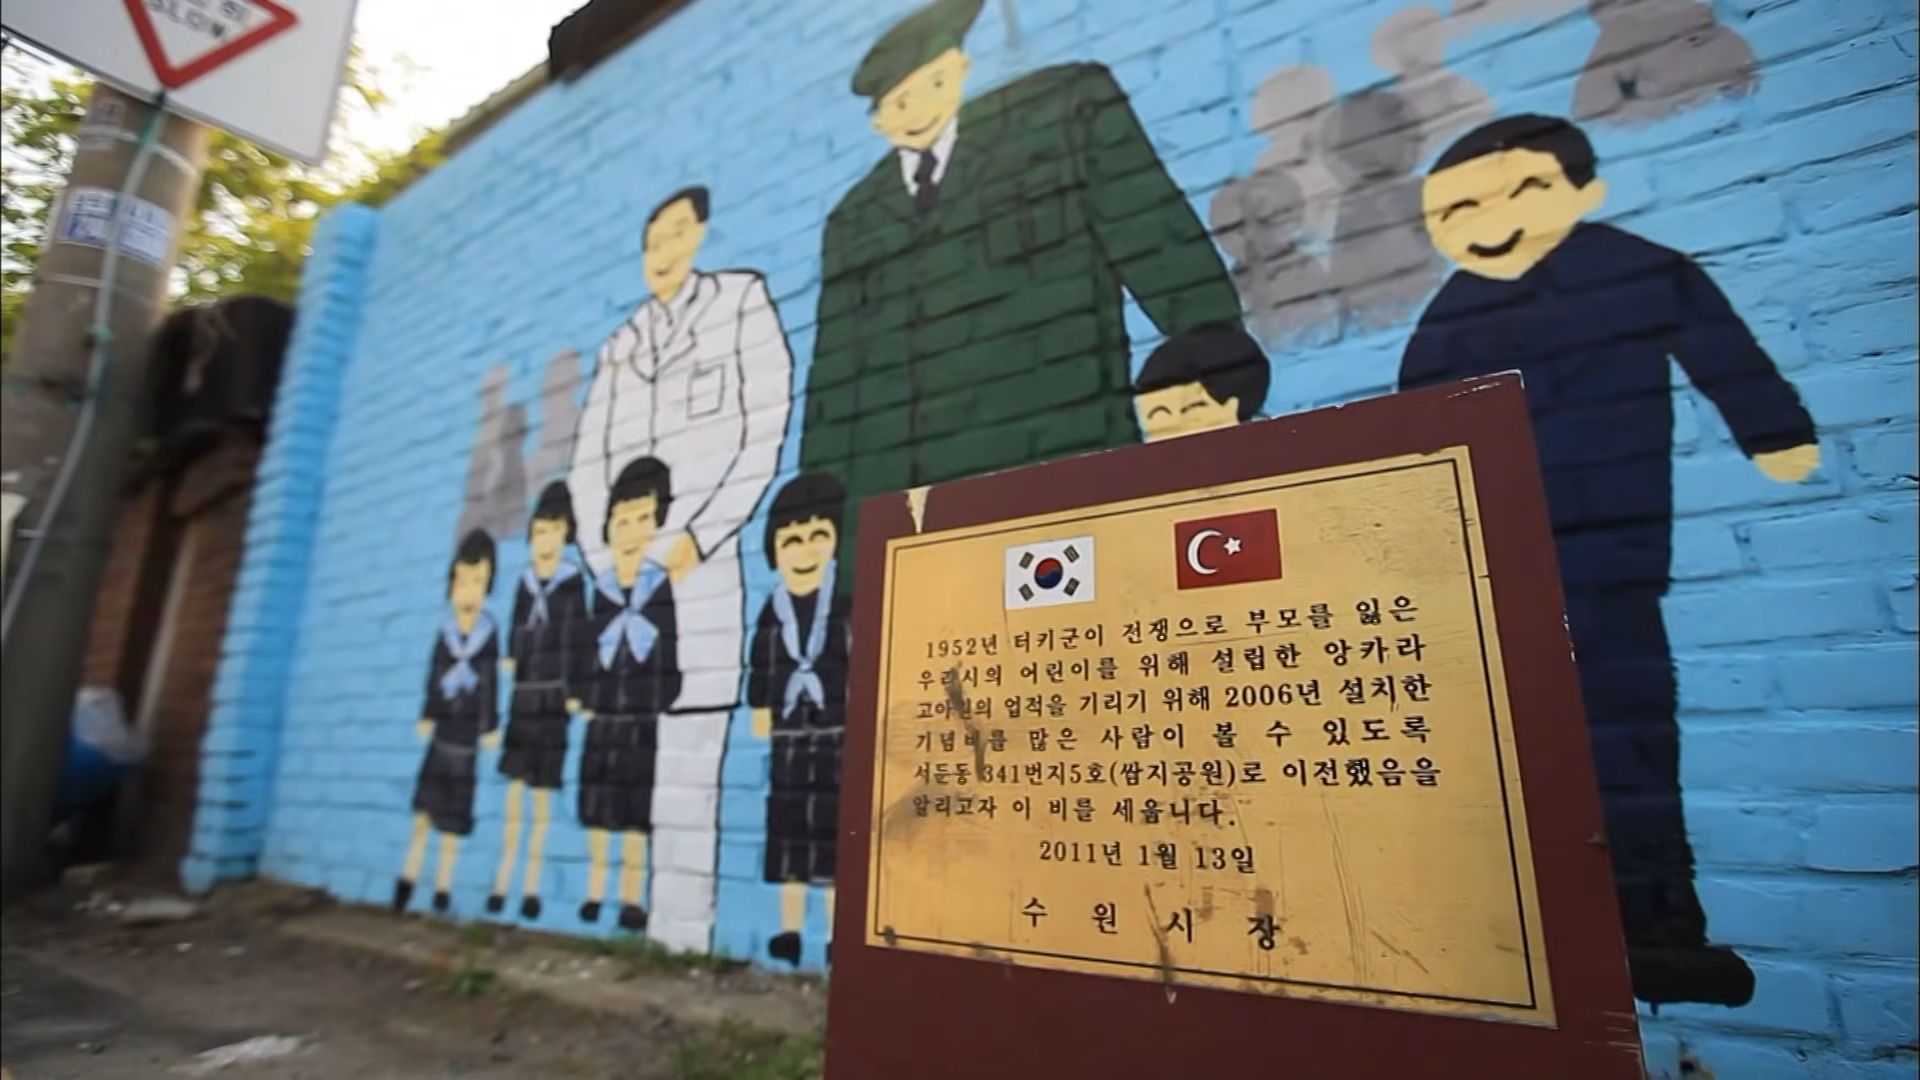 1952년 터키군이 전쟁으로 부모를 잃은
우리시의 어린이를 위해 설립한 앙카라
고아원의 업적을 기리기 위해 2006년 설치한
기념비를 많은 사람이 볼 수 있도록
서둔동 341번지5호(쌈지공원)로 이전했음을
알리고자 이 비를 세웁니다.
2011년 1월 13일
수 원 시 장